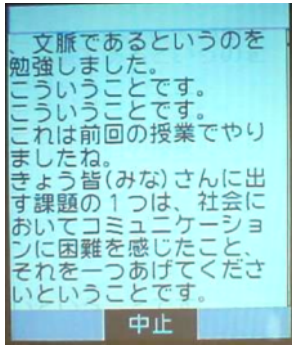 、文脈であるというのを
勉強しました。
こういうことです。
こういうことです。
これは前回の授業でやり
ましたね。
きょう皆(みな)さんに出
す課題の1つは、社会に
おいてコミュニケーショ
ンに困難を感じたこと、
それを一つあげてくださ
いということです。
中止